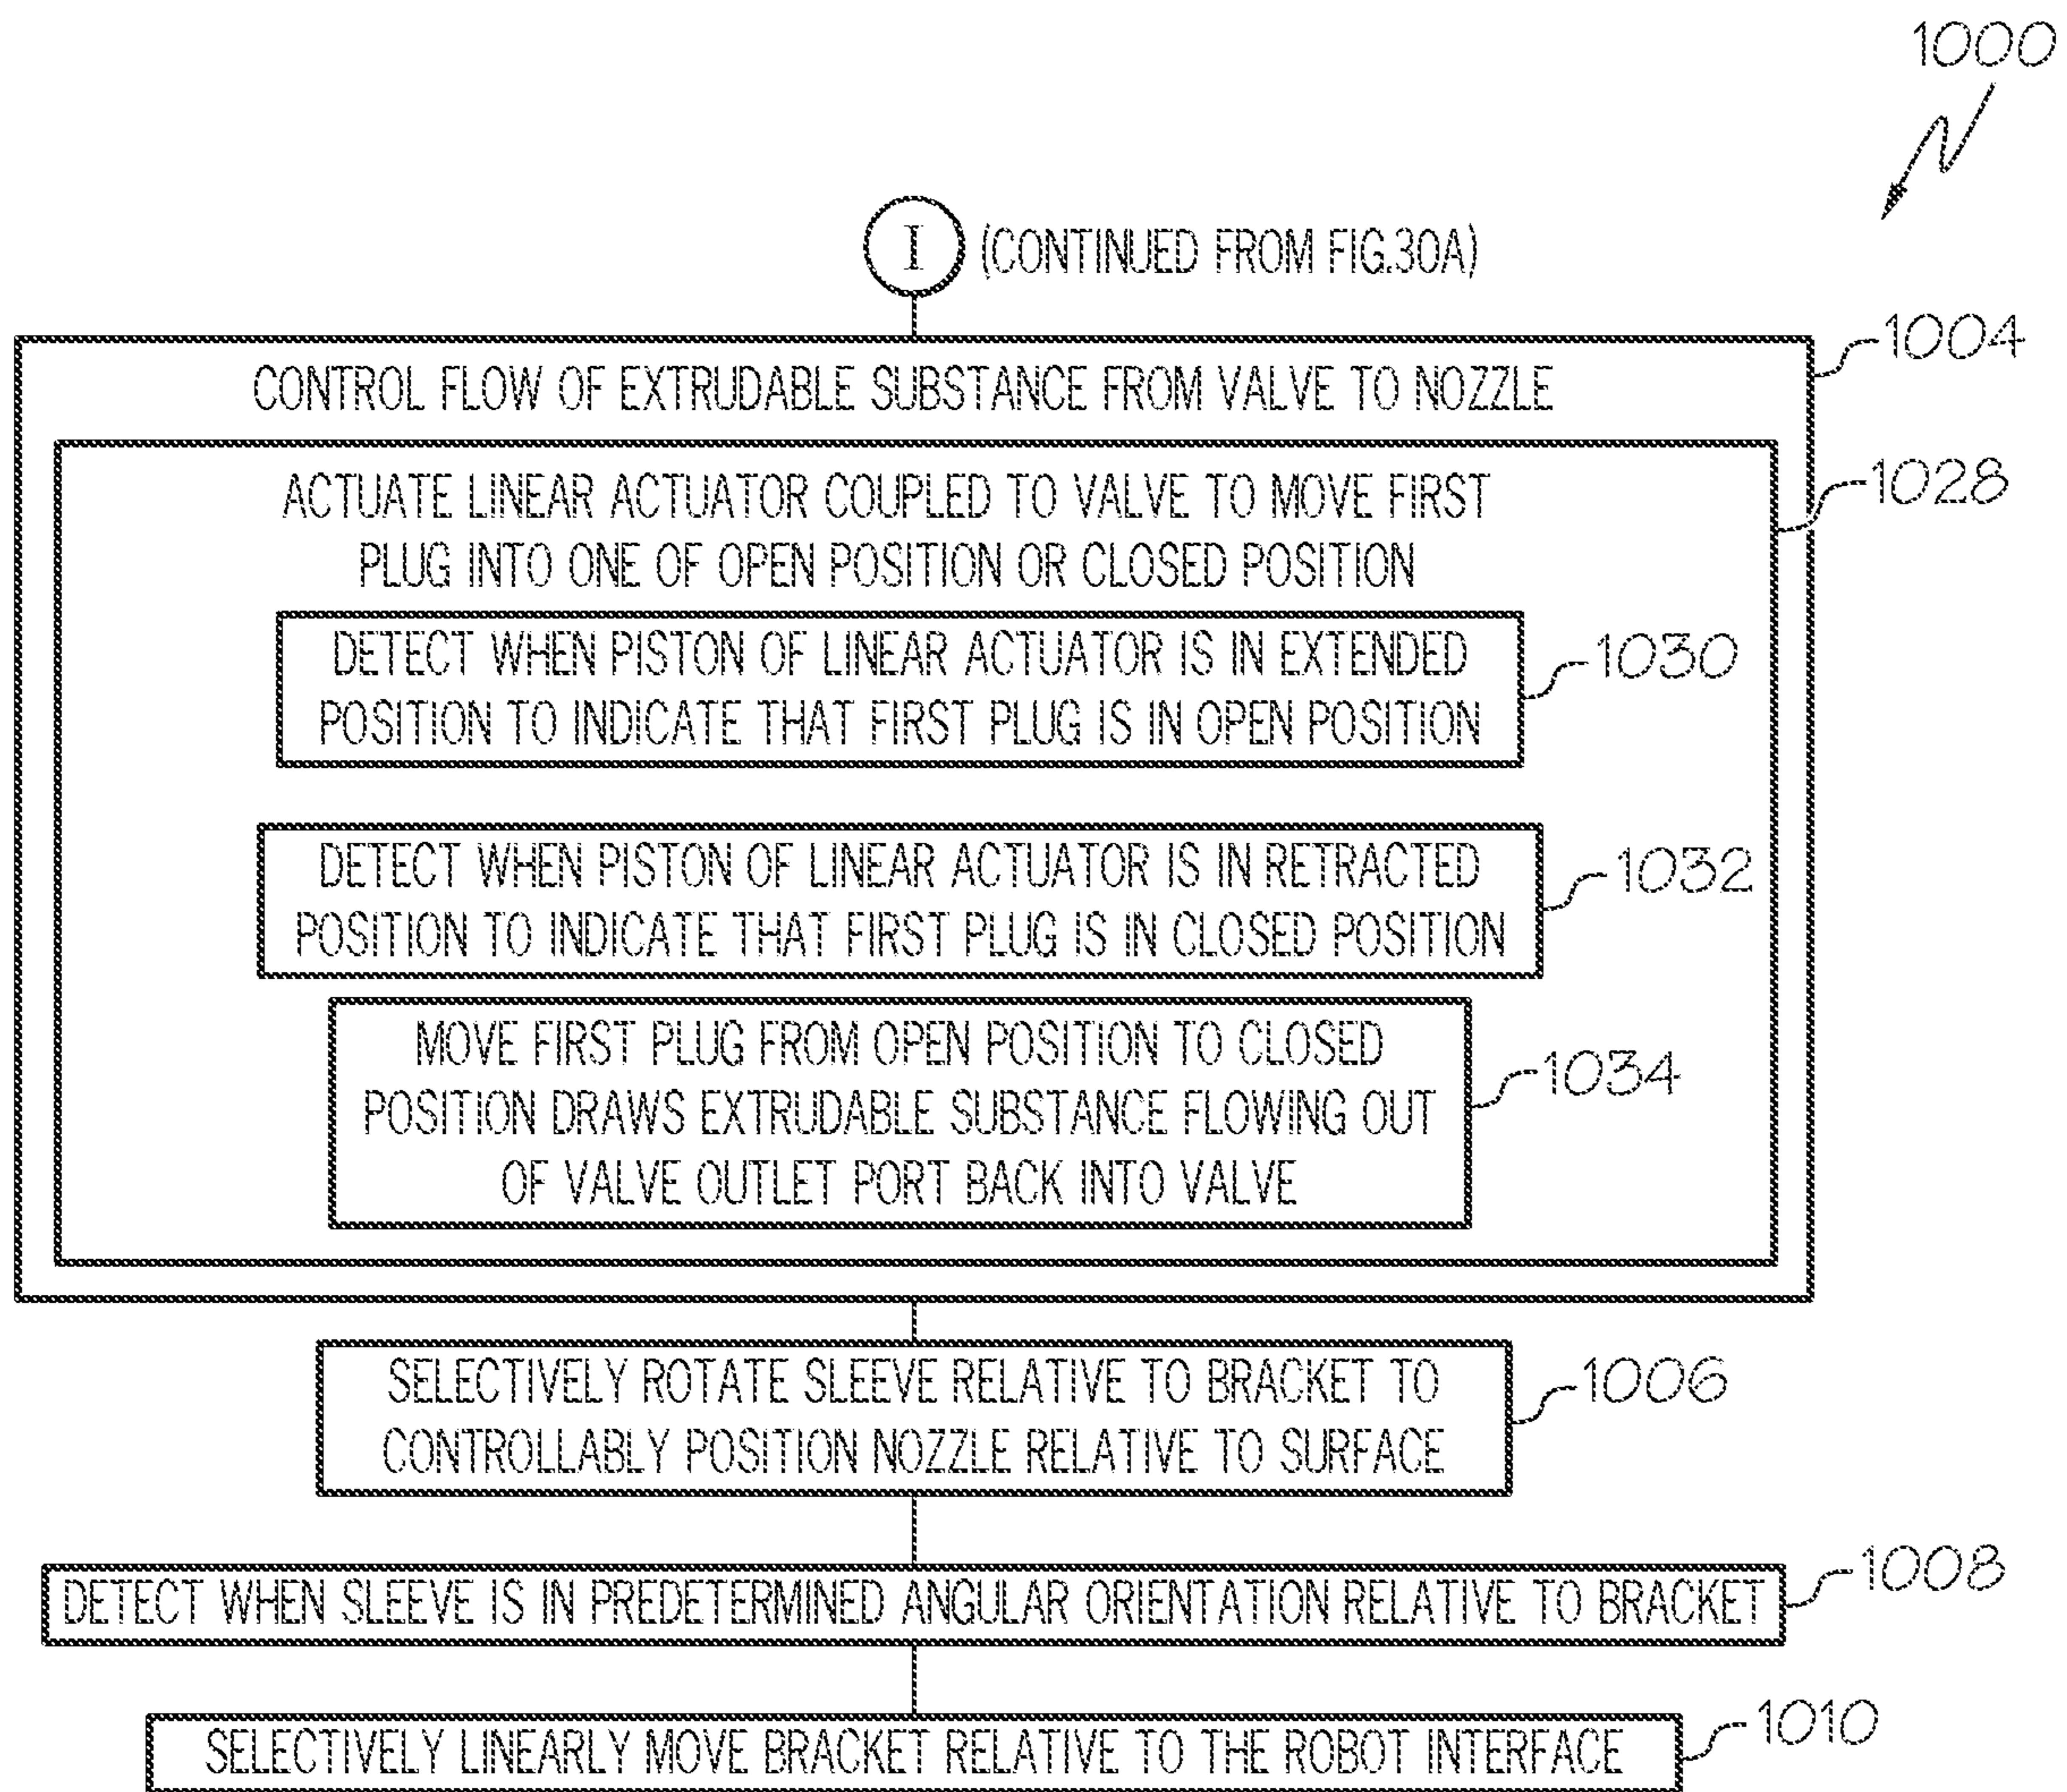 1000
I (CONTINUED FROM FIG.30A)
1004
CONTROL FLOW OF EXTRUDABLE SUBSTANCE FROM VALVE TO NOZZLE
1028
ACTUATE LINEAR ACTUATOR COUPLED TO VALVE TO MOVE FIRST
PLUG INTO ONE OF OPEN POSITION OR CLOSED POSITION
DETECT WHEN PISTON OF LINEAR ACTUATOR IS IN EXTENDED
POSITION TO INDICATE THAT FIRST PLUG IS IN OPEN POSITION
1030
DETECT WHEN PISTON OF LINEAR ACTUATOR IS IN RETRACTED
POSITION TO INDICATE THAT FIRST PLUG IS IN CLOSED POSITION
1032
MOVE FIRST PLUG FROM OPEN POSITION TO CLOSED
POSITION DRAWS EXTRUDABLE SUBSTANCE FLOWING OUT
OF VALVE OUTLET PORT BACK INTO VALVE
1034
SELECTIVELY ROTATE SLEEVE RELATIVE TO BRACKET TO
CONTROLLABLY POSITION NOZZLE RELATIVE TO SURFACE
1006
DETECT WHEN SLEEVE IS IN PREDETERMINED ANGULAR ORIENTATION RELATIVE TO BRACKET
1008
SELECTIVELY LINEARLY MOVE BRACKET RELATIVE TO THE ROBOT INTERFACE
1010